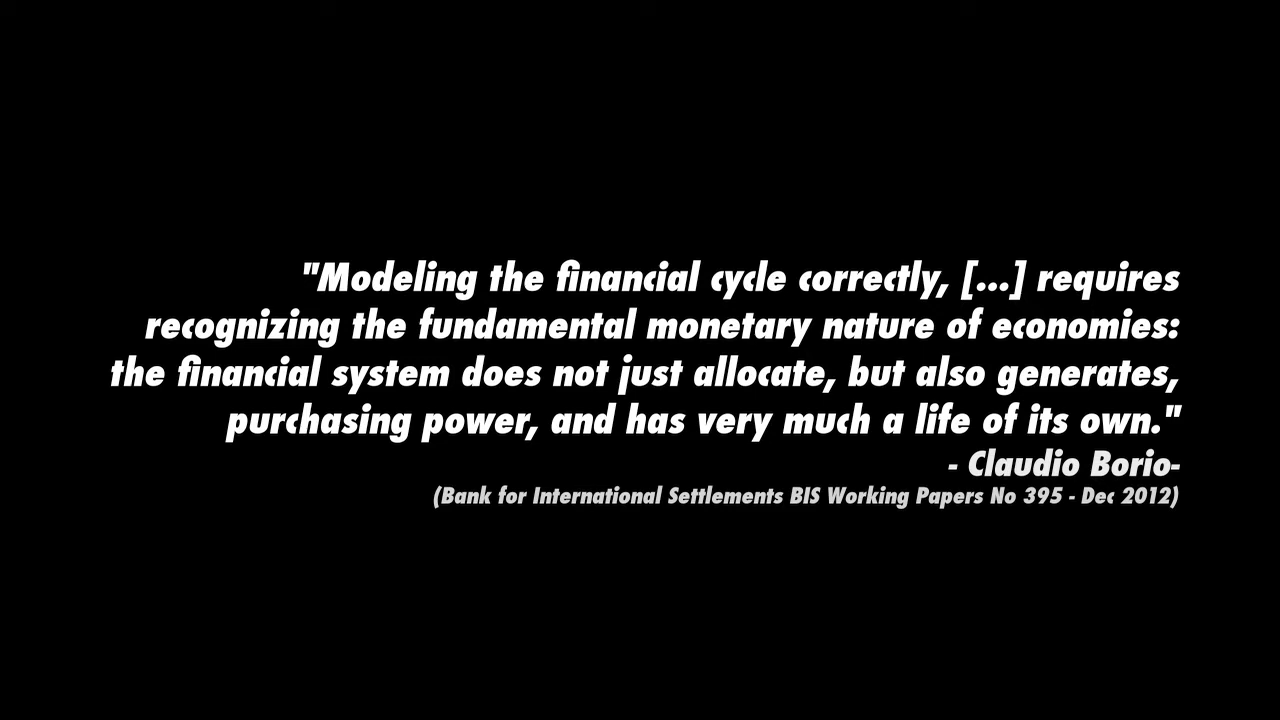 "Modeling the financial cycle correctly, [...] requires
recognizing the fundamental monetary nature of economies:
the financial system does not just allocate, but also generates,
purchasing power, and has very much a life of its own."
- Claudio Borio-
(Bank for International Settlements BIS Working Papers No 395 - Dec 2012)